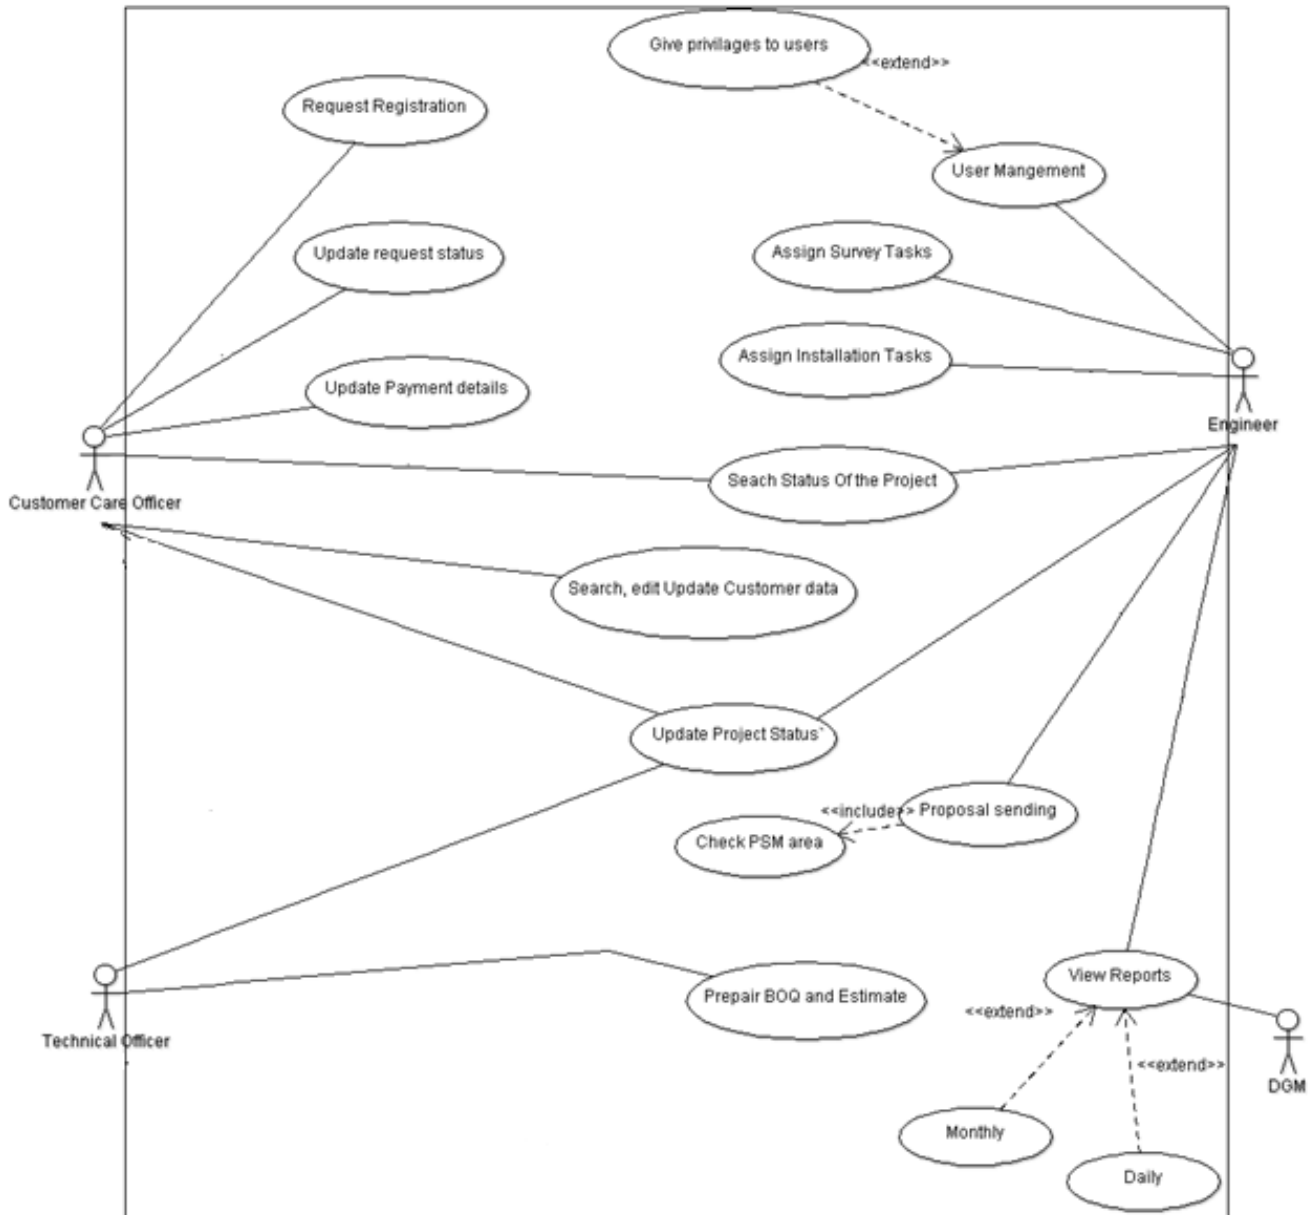 Give privilages to users
<<extend>>
Request Registration
User Mangement
Update request status
Assign Survey Tasks
Assign Installation Tasks
Update Payment details
Engineer
Customer Care Officer
Seach Status Of the Project
Search, edit Update Customer data
Update Project Status`
<<include>>
Proposal sending
Check PSM area
View Reports
Prepair BOQ and Estimate
<<extend>>
Technical Officer
<<extend>>
DGM
Monthly
Daily